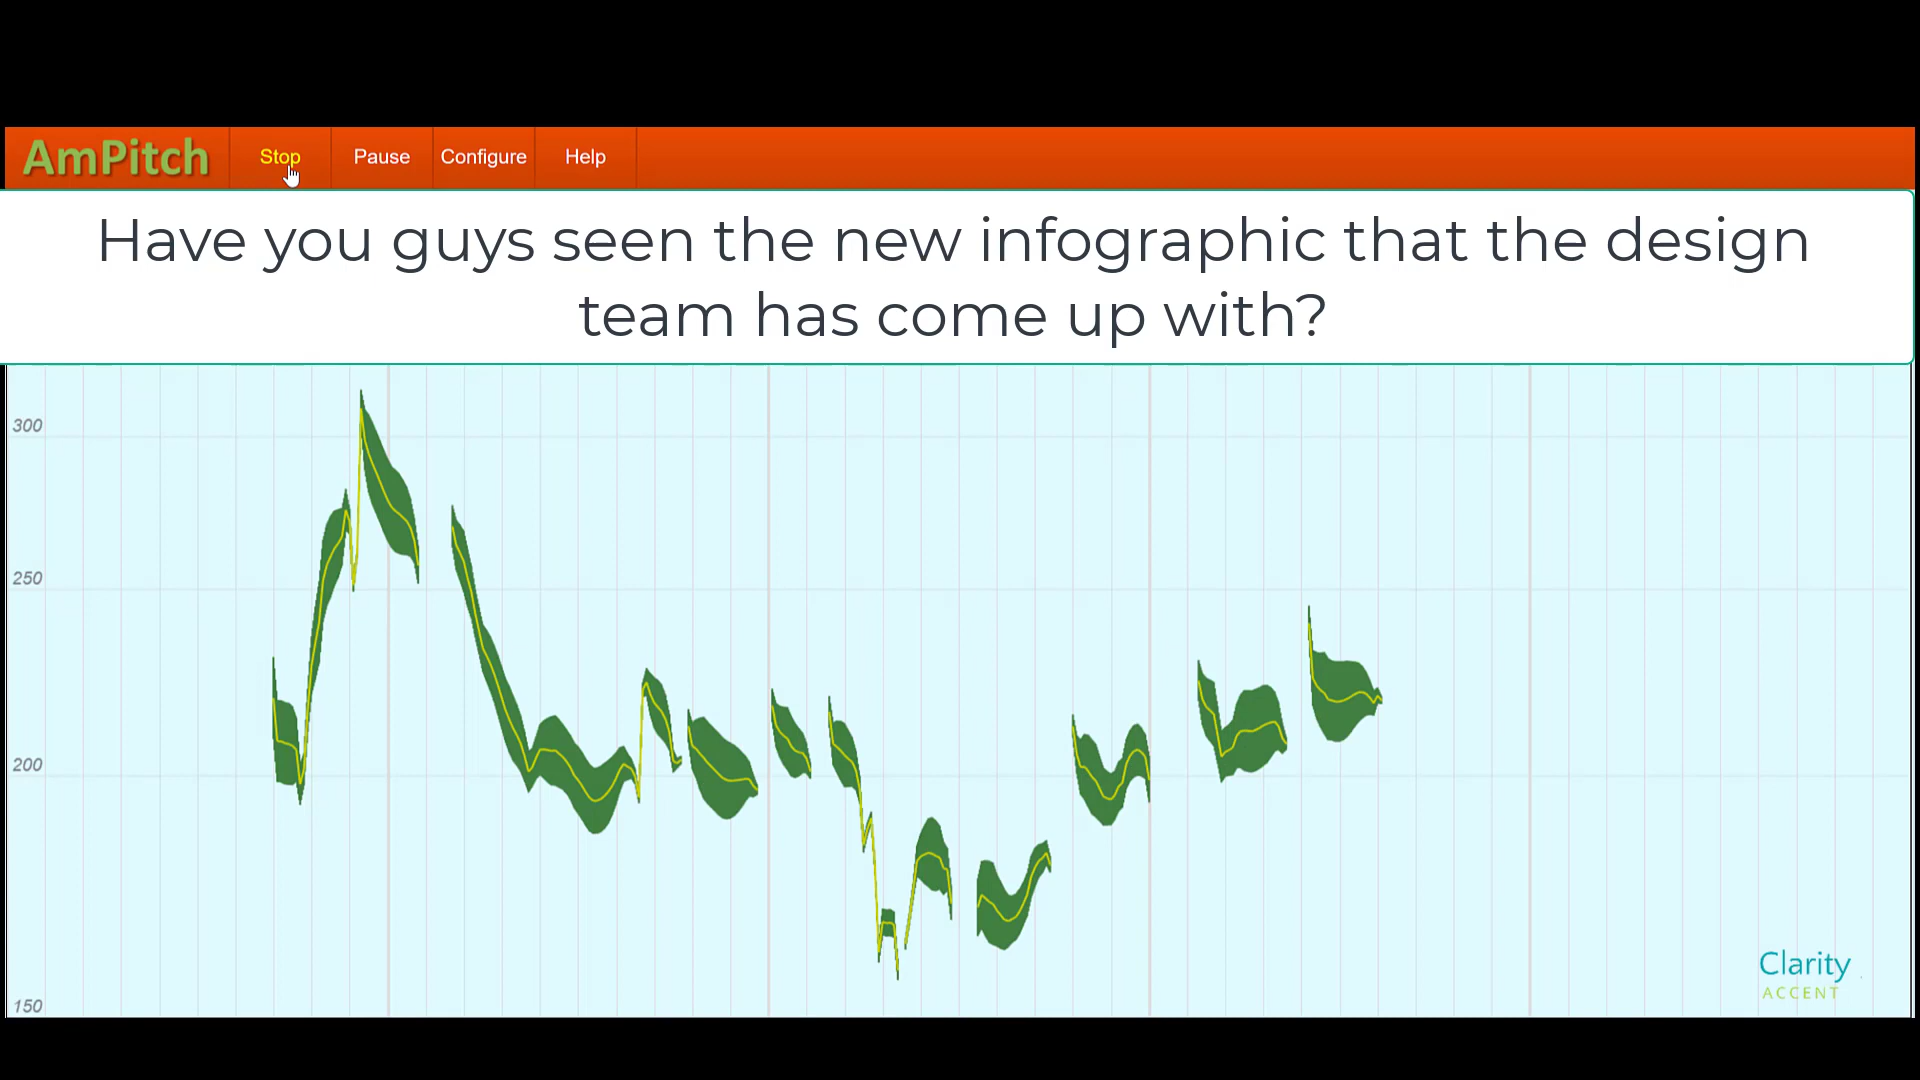 AmPitch Stop Pause Configure Help
Have you guys seen the new infographic that the design
team has come up with?
300
250
200
150
Clarity
ACCENT